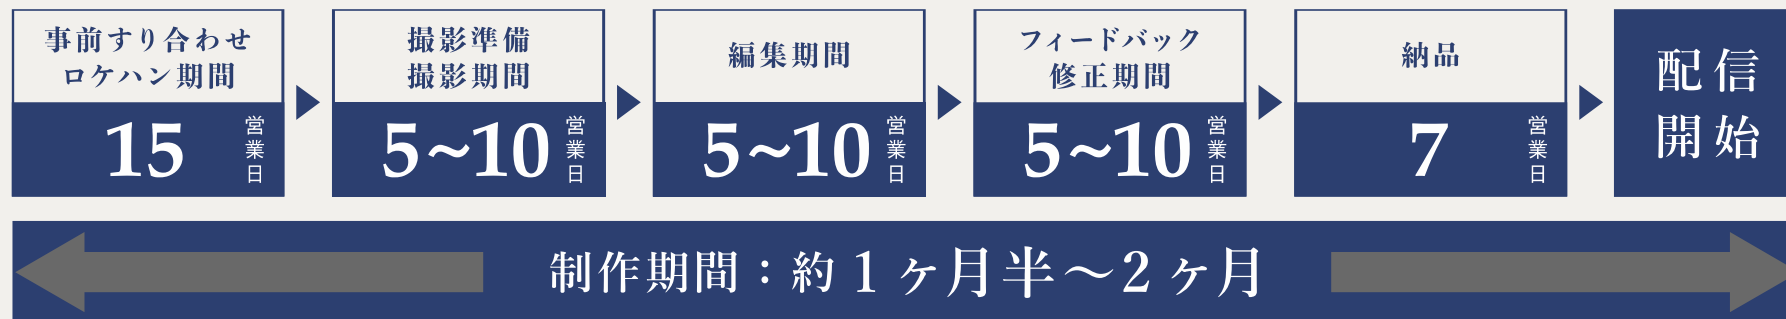 事前すり合わせ
ロケハン期間
15 営業日
撮影準備
撮影期間
5~10 営業日
編集期間
5~10 営業日
フィードバック
修正期間
5~10 営業日
納品
7 営業日
配信
開始
制作期間：約1ヶ月半〜2ヶ月